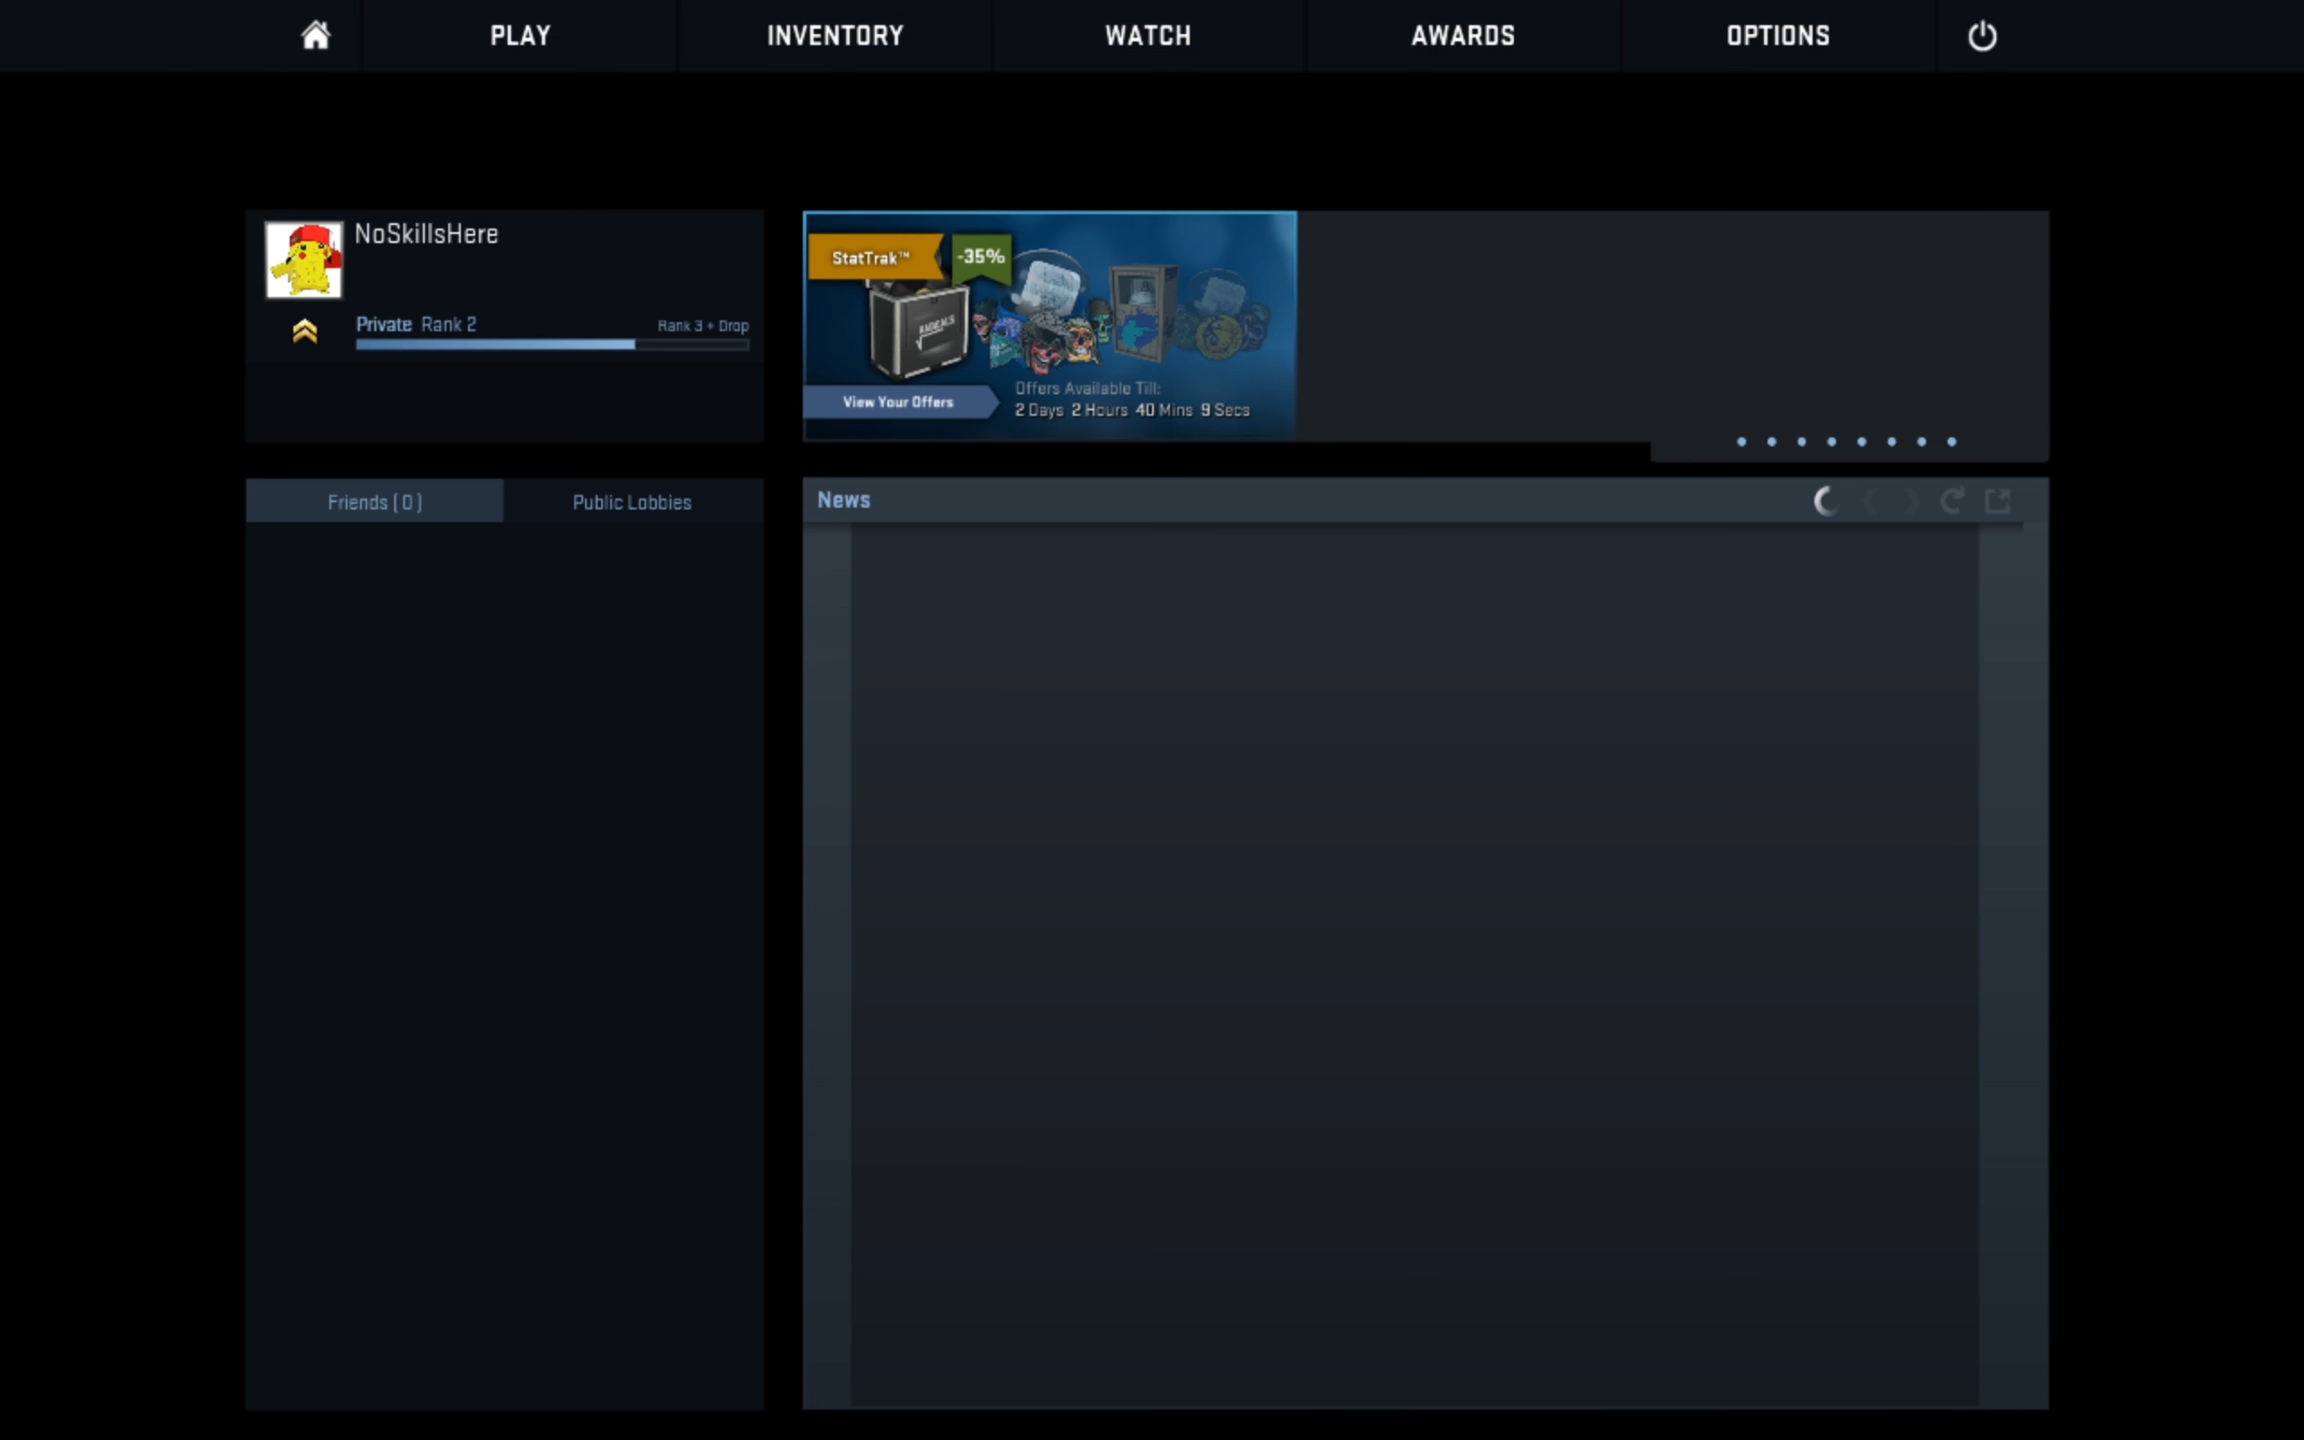 PLAY
INVENTORY
WATCH
AWARDS
OPTIONS
NoSkillsHere
Private Rank 2
Rank 3 + Drop
StatTrak™
-35%
RADICALS
View Your Offers
Offers Available Till:
2 Days 2 Hours 40 Mins 9 Secs
Friends ( 0 )
Public Lobbies
News